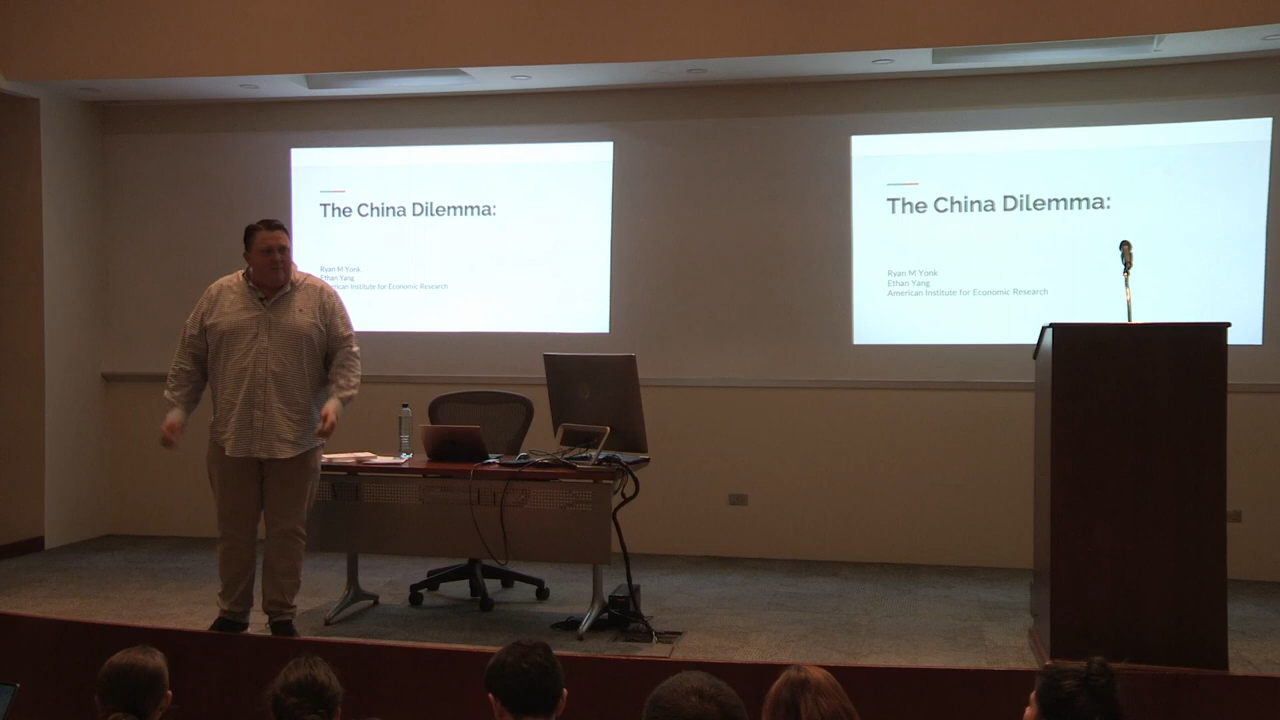 The China Dilemma:
Ryan M Yonk
Ethan Yang
American Institute for Economic Research
The China Dilemma:
Ryan M Yonk
Ethan Yang
American Institute for Economic Research